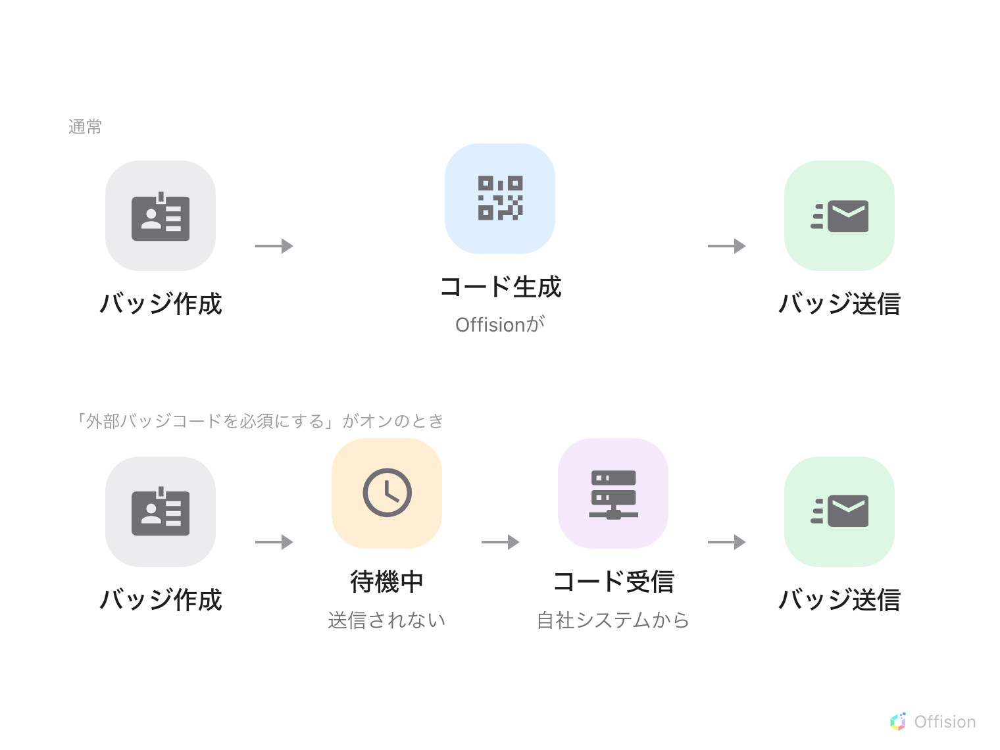 通常
バッジ作成
コード生成
Offisionが
バッジ送信
「外部バッジコードを必須にする」がオンのとき
バッジ作成
待機中
送信されない
コード受信
自社システムから
バッジ送信
Offision